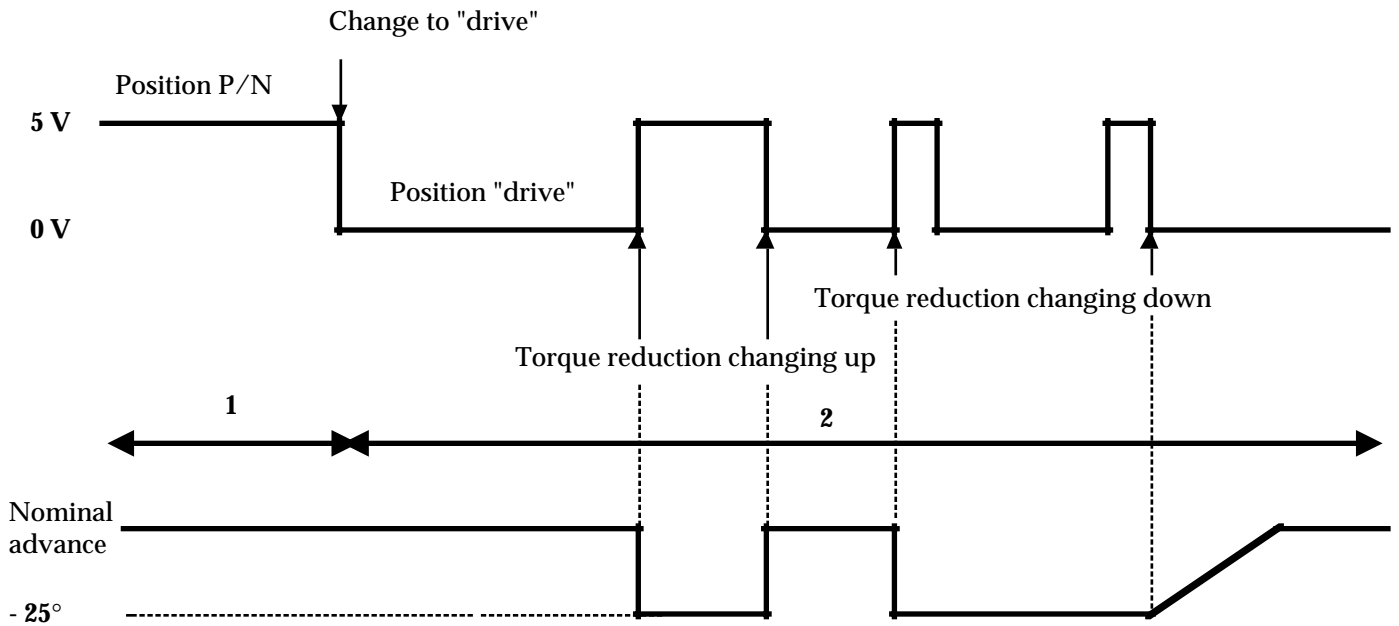 Change to "drive"
Position P/N
5 V
Position "drive"
0 V
Torque reduction changing down
Torque reduction changing up
1
2
Nominal
advance
- 25°